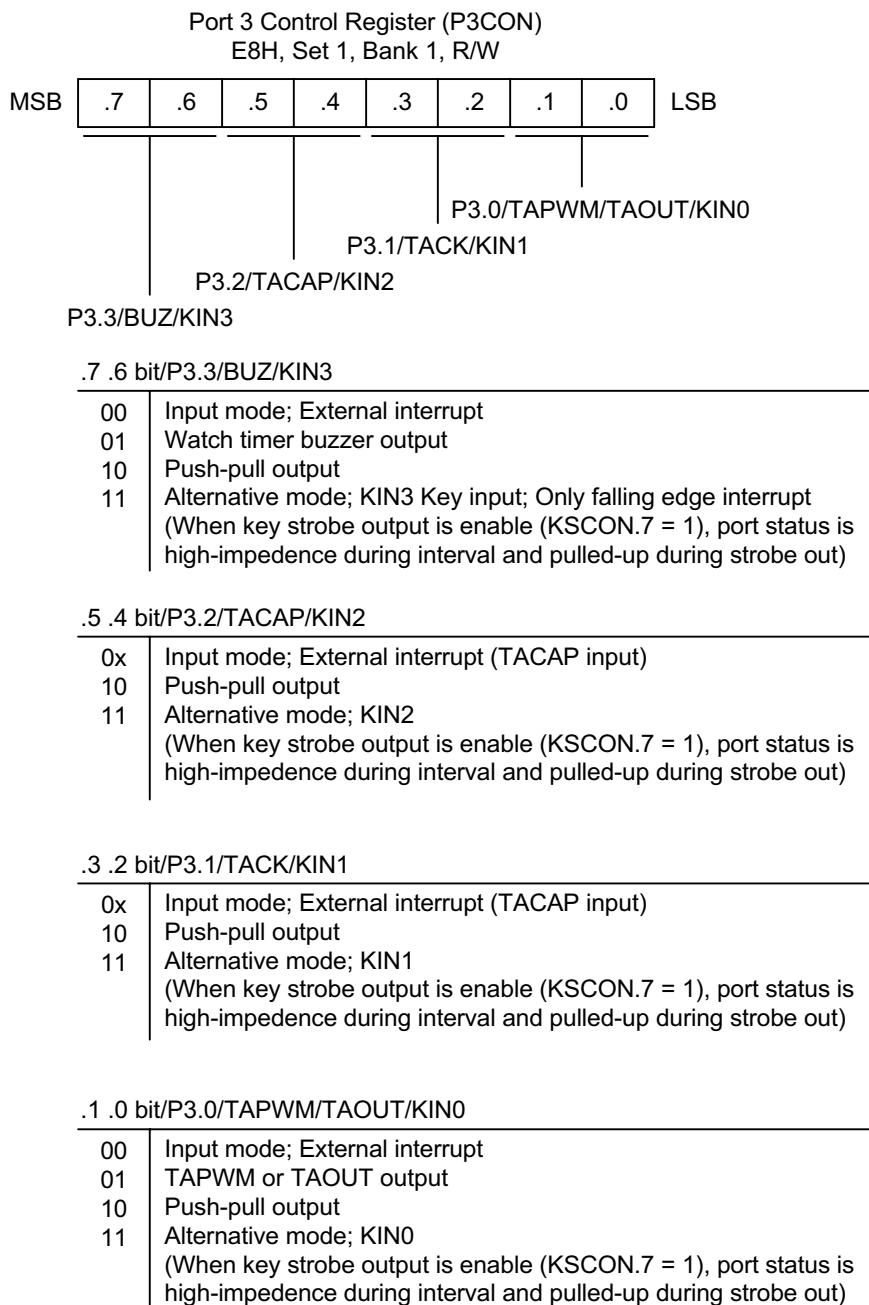 Port 3 Control Register (P3CON)
E8H, Set 1, Bank 1, R/W
MSB .7 .6 .5 .4 .3 .2 .1 .0 LSB
P3.0/TAPWM/TAOUT/KIN0
P3.1/TACK/KIN1
P3.2/TACAP/KIN2
P3.3/BUZ/KIN3
.7 .6 bit/P3.3/BUZ/KIN3
00 Input mode; External interrupt
01 Watch timer buzzer output
10 Push-pull output
11 Alternative mode; KIN3 Key input; Only falling edge interrupt
(When key strobe output is enable (KSCON.7 = 1), port status is
high-impedence during interval and pulled-up during strobe out)
.5 .4 bit/P3.2/TACAP/KIN2
0x Input mode; External interrupt (TACAP input)
10 Push-pull output
11 Alternative mode; KIN2
(When key strobe output is enable (KSCON.7 = 1), port status is
high-impedence during interval and pulled-up during strobe out)
.3 .2 bit/P3.1/TACK/KIN1
0x Input mode; External interrupt (TACAP input)
10 Push-pull output
11 Alternative mode; KIN1
(When key strobe output is enable (KSCON.7 = 1), port status is
high-impedence during interval and pulled-up during strobe out)
.1 .0 bit/P3.0/TAPWM/TAOUT/KIN0
00 Input mode; External interrupt
01 TAPWM or TAOUT output
10 Push-pull output
11 Alternative mode; KIN0
(When key strobe output is enable (KSCON.7 = 1), port status is
high-impedence during interval and pulled-up during strobe out)